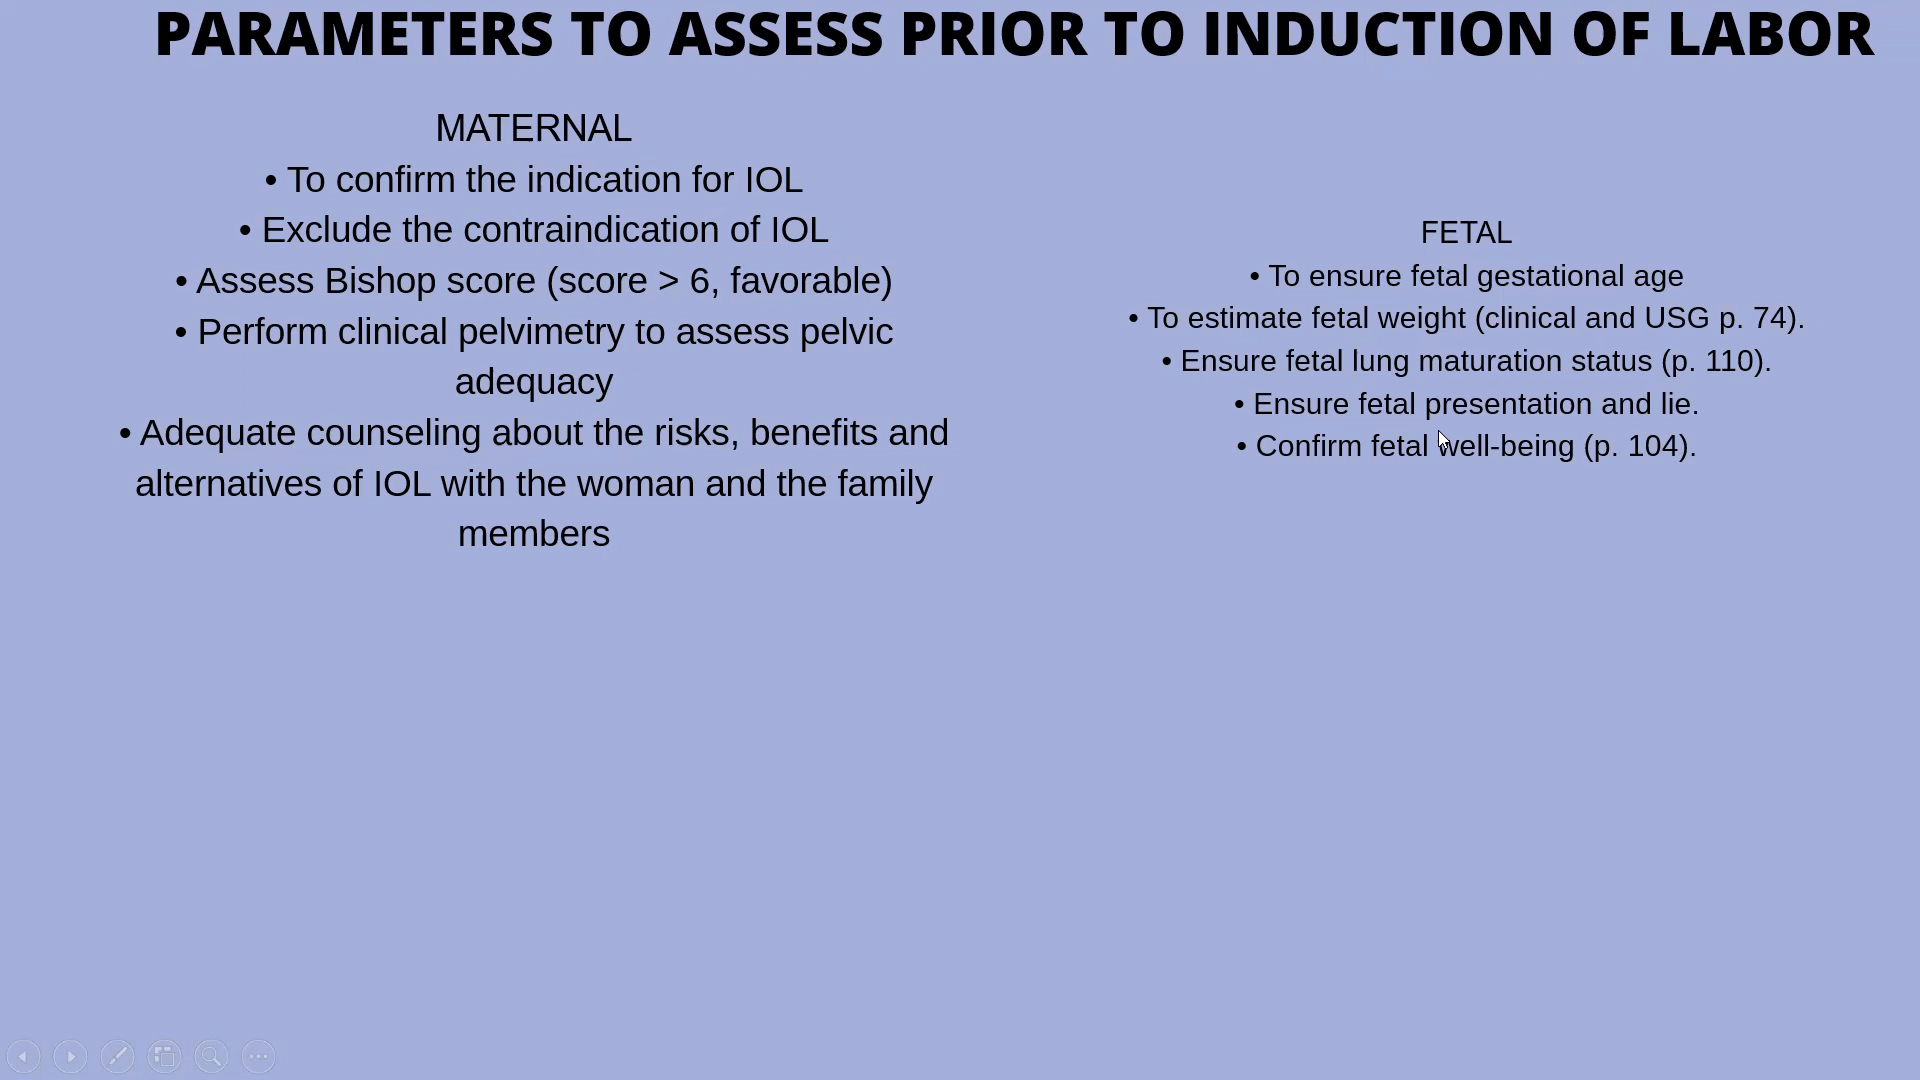 PARAMETERS TO ASSESS PRIOR TO INDUCTION OF LABOR
MATERNAL
• To confirm the indication for IOL
• Exclude the contraindication of IOL
• Assess Bishop score (score > 6, favorable)
• Perform clinical pelvimetry to assess pelvic
adequacy
• Adequate counseling about the risks, benefits and
alternatives of IOL with the woman and the family
members
FETAL
• To ensure fetal gestational age
• To estimate fetal weight (clinical and USG p. 74).
• Ensure fetal lung maturation status (p. 110).
• Ensure fetal presentation and lie.
• Confirm fetal well-being (p. 104).